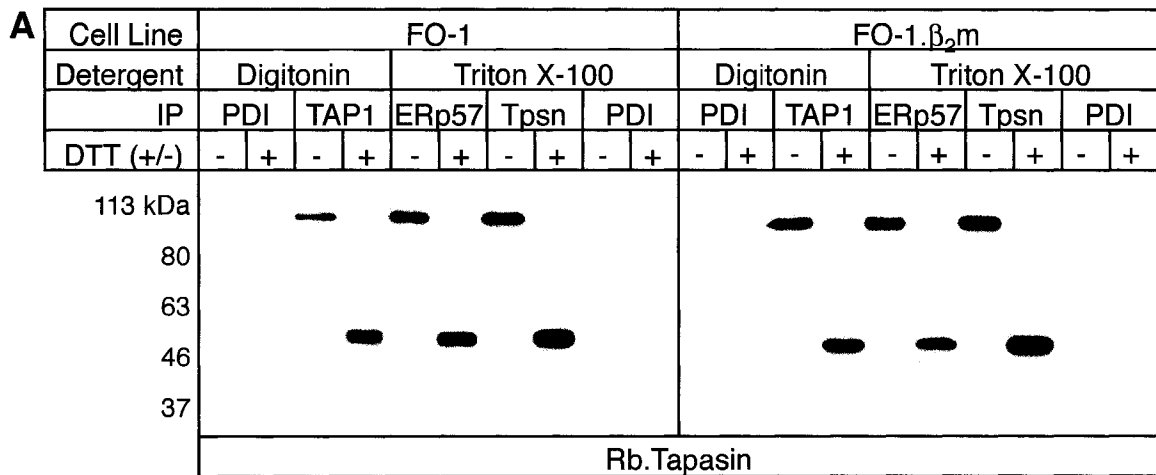 A
Cell Line FO-1 FO-1.β₂m
Detergent Digitonin Triton X-100 Digitonin Triton X-100
IP PDI TAP1 ERp57 Tpsn PDI PDI TAP1 ERp57 Tpsn PDI
DTT (+/-) - + - + - + - + - + - + - + - + - + - +
113 kDa
80
63
46
37
Rb.Tapasin